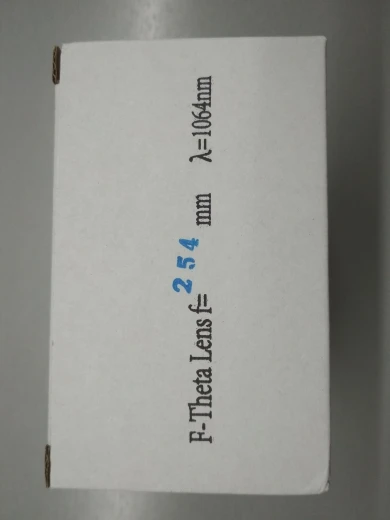 F-Theta Lens f= 254 mm λ=1064nm